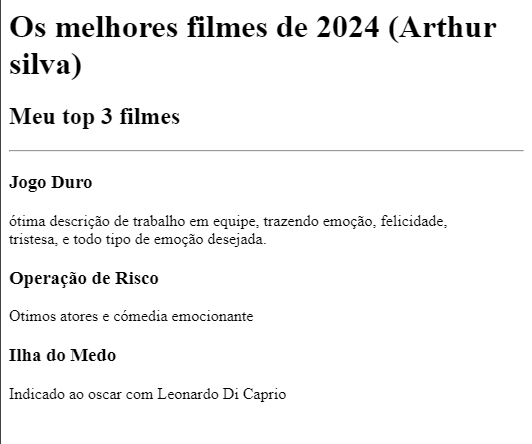 Os melhores filmes de 2024 (Arthur
silva)
Meu top 3 filmes
Jogo Duro
ótima descrição de trabalho em equipe, trazendo emoção, felicidade,
tristesa, e todo tipo de emoção desejada.
Operação de Risco
Otimos atores e cómedia emocionante
Ilha do Medo
Indicado ao oscar com Leonardo Di Caprio